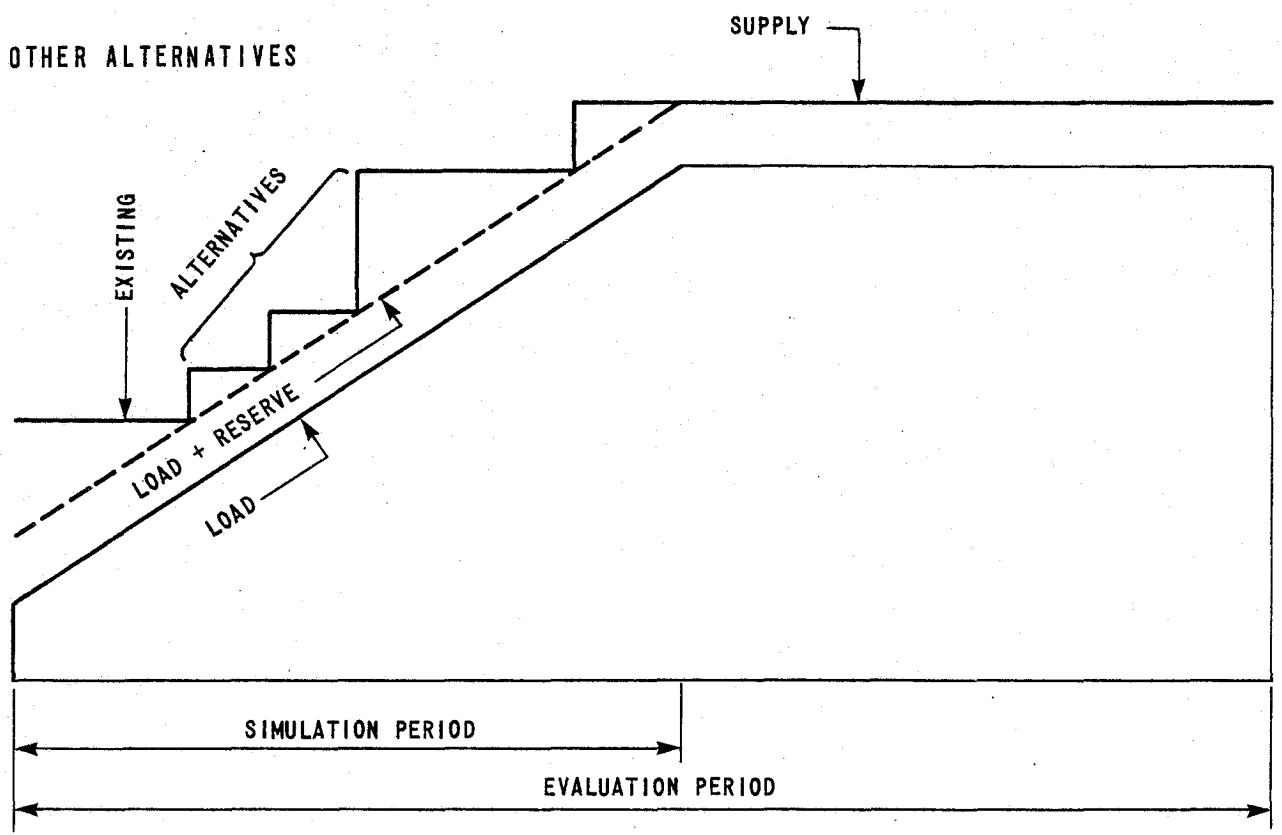 SUPPLY
OTHER ALTERNATIVES
ALTERNATIVES
EXISTING
LOAD + RESERVE
LOAD
SIMULATION PERIOD
EVALUATION PERIOD